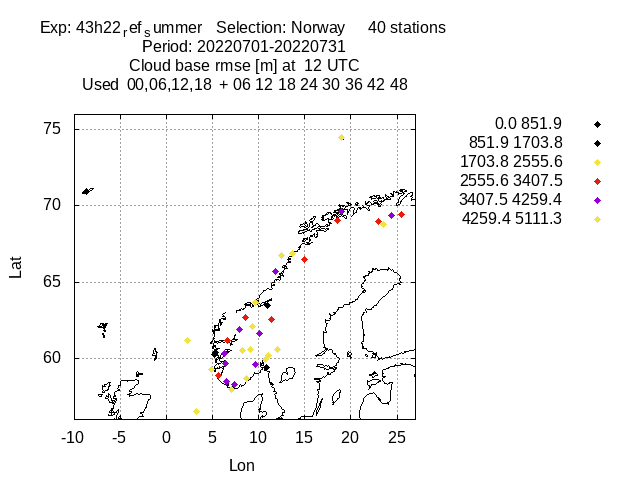 Exp: 43h22refsummer Selection: Norway 40 stations
Period: 20220701-20220731
Cloud base rmse [m] at 12 UTC
Used 00,06,12,18 + 06 12 18 24 30 36 42 48
0.0 851.9
851.9 1703.8
1703.8 2555.6
2555.6 3407.5
3407.5 4259.4
4259.4 5111.3
75
70
65
60
Lat
-10 -5 0 5 10 15 20 25
Lon